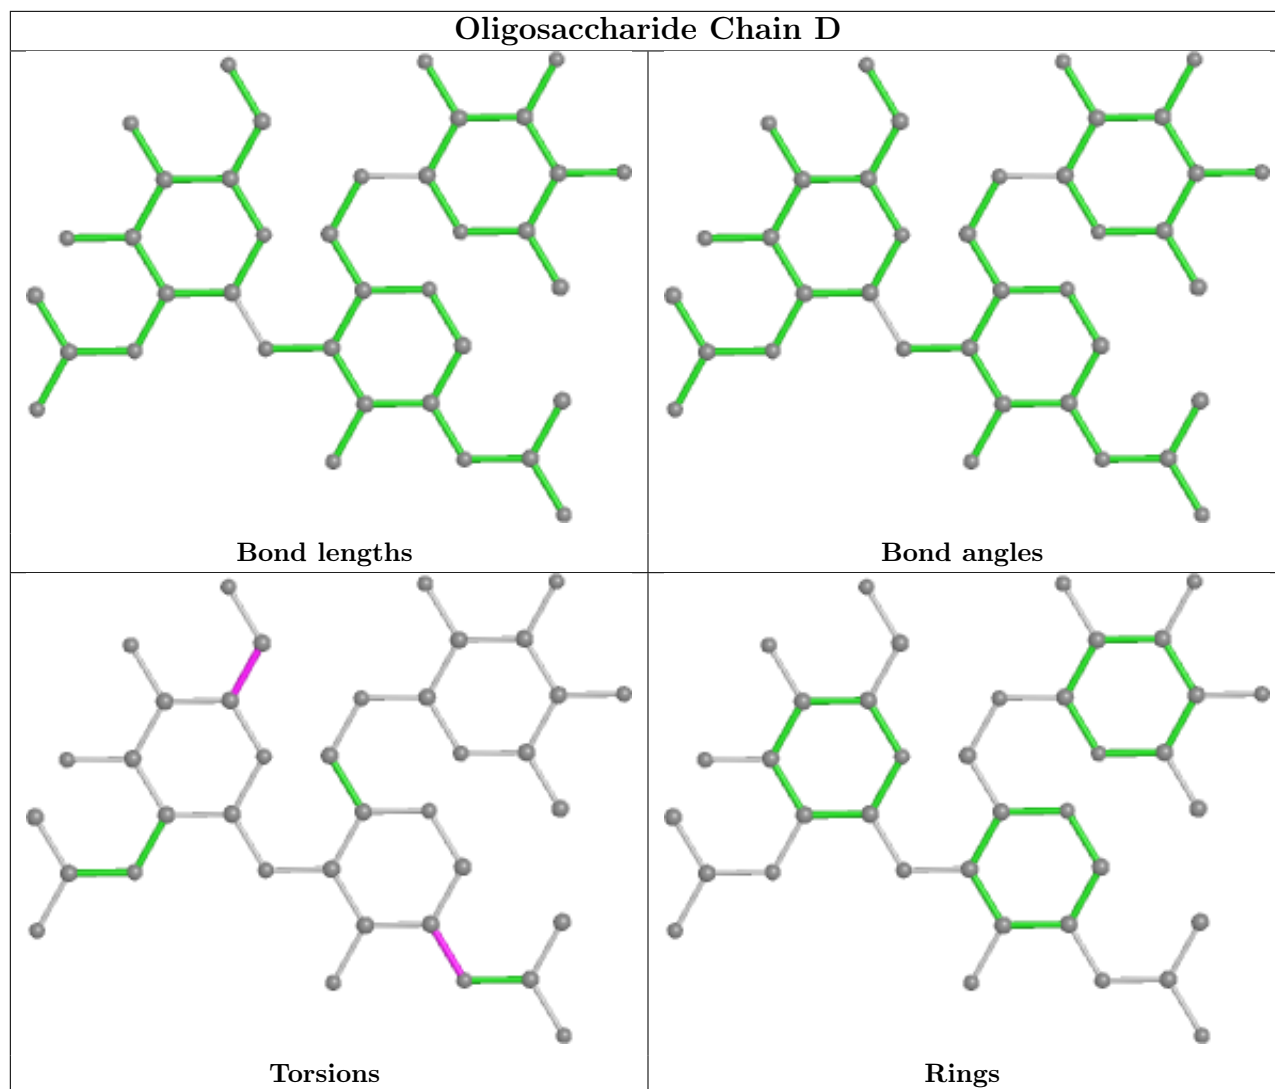 Oligosaccharide Chain D
Bond lengths
Bond angles
Torsions
Rings